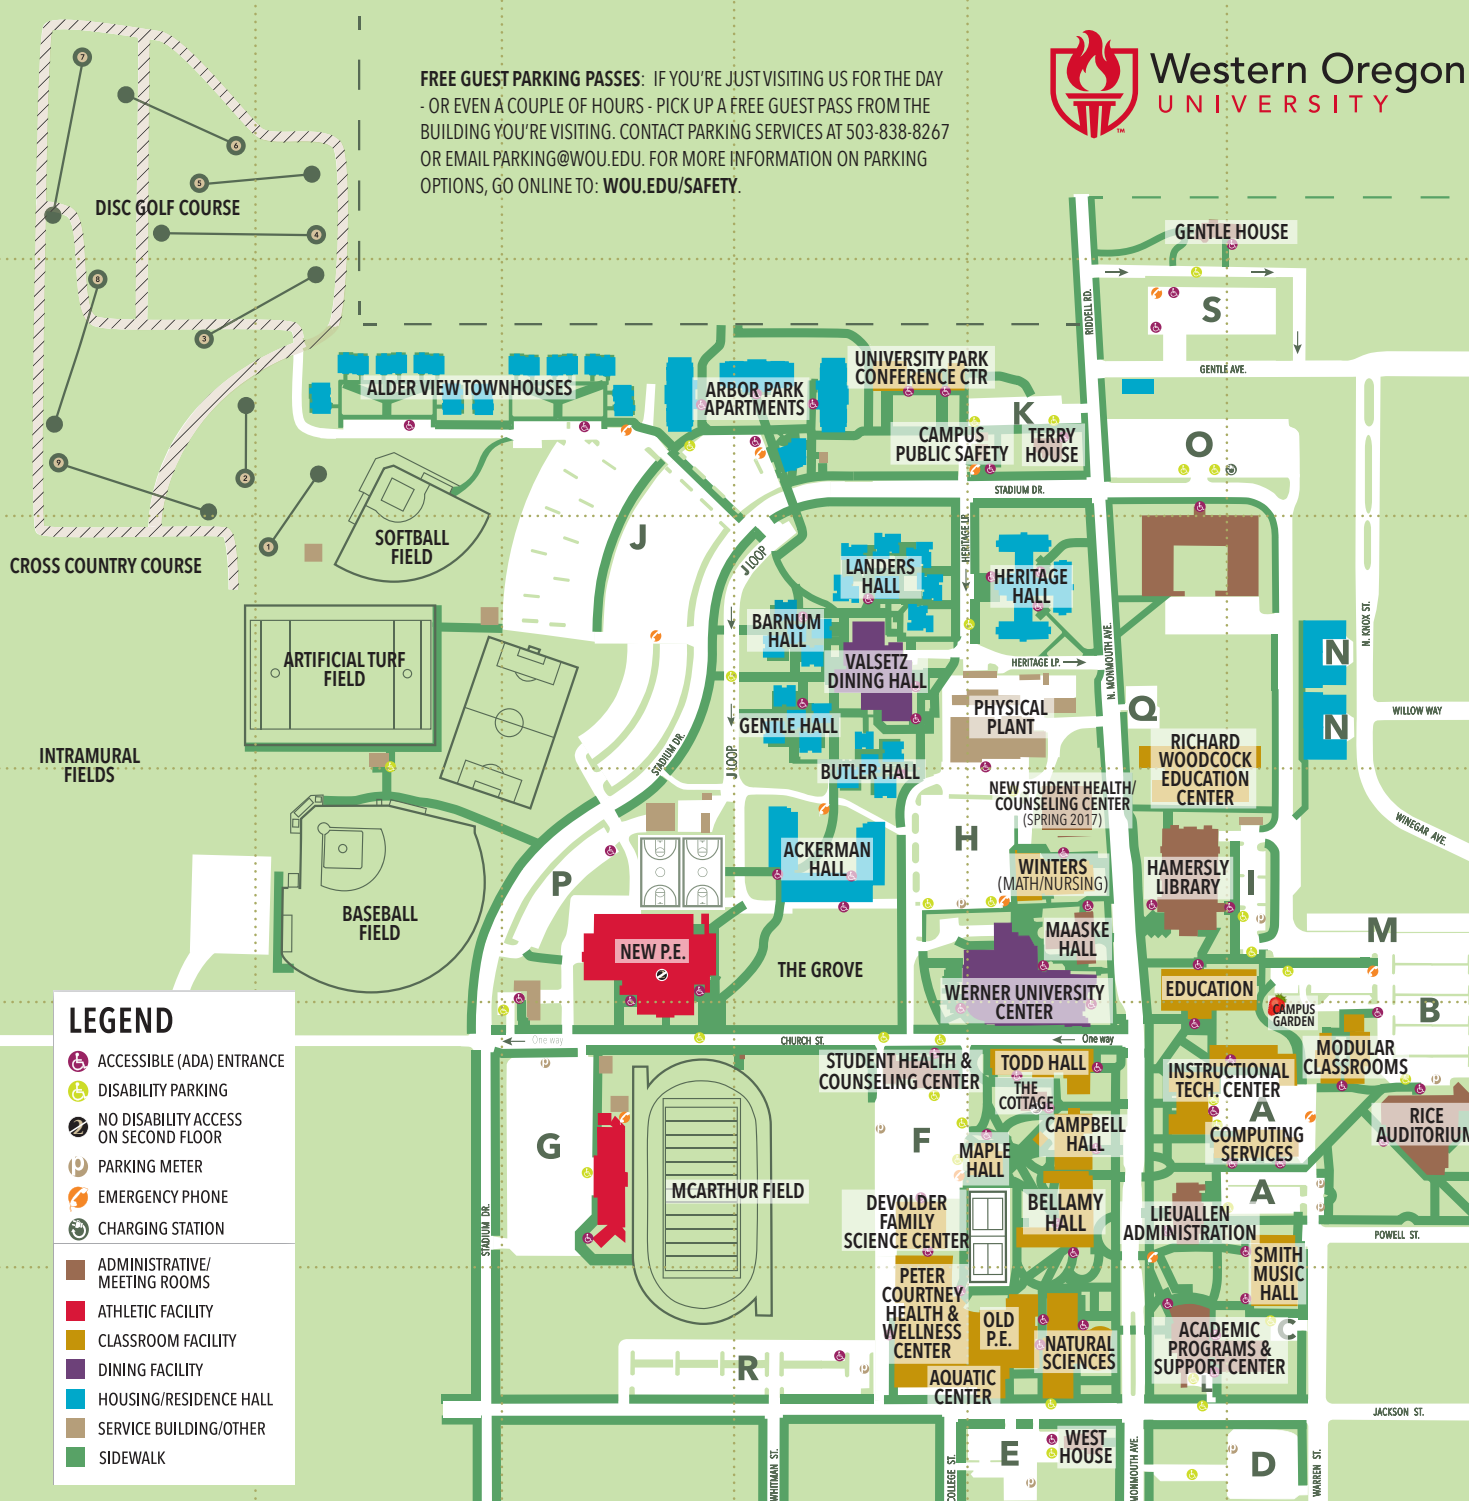 Western Oregon
UNIVERSITY
TM
FREE GUEST PARKING PASSES: IF YOU'RE JUST VISITING US FOR THE DAY
- OR EVEN A COUPLE OF HOURS - PICK UP A FREE GUEST PASS FROM THE
BUILDING YOU'RE VISITING. CONTACT PARKING SERVICES AT 503-838-8267
OR EMAIL PARKING@WOU.EDU. FOR MORE INFORMATION ON PARKING
OPTIONS, GO ONLINE TO: WOU.EDU/SAFETY.
7
6
5
DISC GOLF COURSE
4
8
3
9
2
1
CROSS COUNTRY COURSE
GENTLE HOUSE
S
RIDDELL RD.
GENTLE AVE.
ALDER VIEW TOWNHOUSES
ARBOR PARK
APARTMENTS
UNIVERSITY PARK
CONFERENCE CTR
K
CAMPUS
PUBLIC SAFETY
TERRY
HOUSE
O
STADIUM DR.
SOFTBALL
FIELD
J
J LOOP
HERITAGE LP.
LANDERS
HALL
HERITAGE
HALL
BARNUM
HALL
VALSETZ
DINING HALL
HERITAGE LP.
N. MONMOUTH AVE.
N. KNOX ST.
N
N
WILLOW WAY
WINEGAR AVE.
ARTIFICIAL TURF
FIELD
INTRAMURAL
FIELDS
GENTLE HALL
PHYSICAL
PLANT
Q
STADIUM DR.
J LOOP
BUTLER HALL
RICHARD
WOODCOCK
EDUCATION
CENTER
NEW STUDENT HEALTH/
COUNSELING CENTER
(SPRING 2017)
H
ACKERMAN
HALL
WINTERS
(MATH/NURSING)
HAMERSLY
LIBRARY
I
P
BASEBALL
FIELD
NEW P.E.
THE GROVE
MAASKE
HALL
M
WERNER UNIVERSITY
CENTER
EDUCATION
CAMPUS
GARDEN
B
One way
CHURCH ST.
One way
STUDENT HEALTH &
COUNSELING CENTER
TODD HALL
THE
COTTAGE
INSTRUCTIONAL
TECH. CENTER
MODULAR
CLASSROOMS
A
RICE
AUDITORIUM
G
F
CAMPBELL
HALL
COMPUTING
SERVICES
MAPLE
HALL
MCARTHUR FIELD
A
DEVOLDER
FAMILY
SCIENCE CENTER
BELLAMY
HALL
LIEUALLEN
ADMINISTRATION
POWELL ST.
STADIUM DR.
SMITH
MUSIC
HALL
PETER
COURTNEY
HEALTH &
WELLNESS
CENTER
OLD
P.E.
NATURAL
SCIENCES
C
ACADEMIC
PROGRAMS &
SUPPORT CENTER
L
R
AQUATIC
CENTER
JACKSON ST.
WHITMAN ST.
COLLEGE ST.
E
WEST
HOUSE
MONMOUTH AVE.
D
WARREN ST.
LEGEND
ACCESSIBLE (ADA) ENTRANCE
DISABILITY PARKING
NO DISABILITY ACCESS
ON SECOND FLOOR
PARKING METER
EMERGENCY PHONE
CHARGING STATION
ADMINISTRATIVE/
MEETING ROOMS
ATHLETIC FACILITY
CLASSROOM FACILITY
DINING FACILITY
HOUSING/RESIDENCE HALL
SERVICE BUILDING/OTHER
SIDEWALK